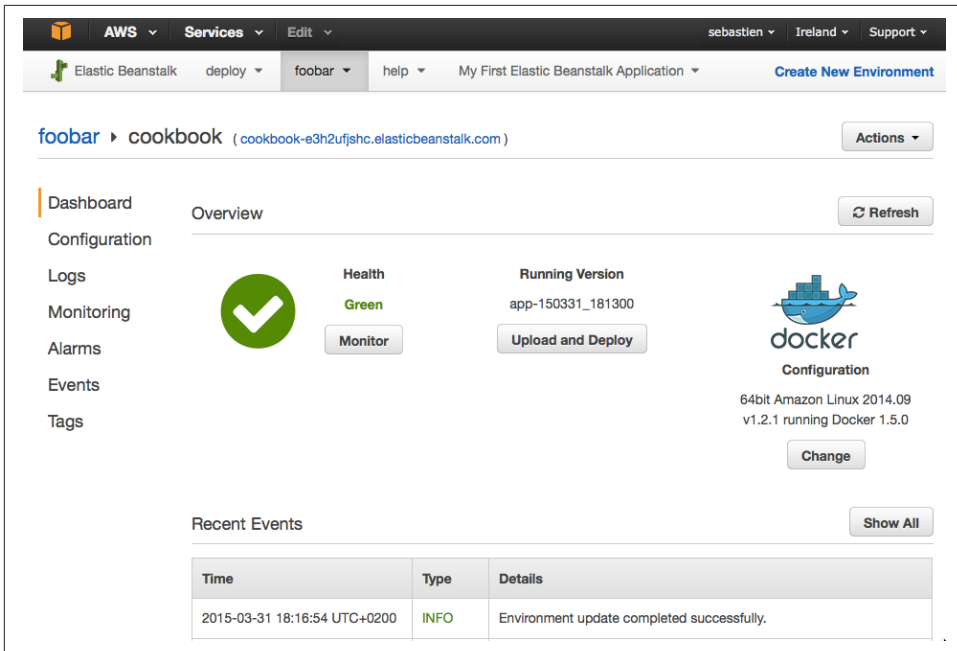 AWS Services Edit sebastien Ireland Support
Elastic Beanstalk deploy foobar help My First Elastic Beanstalk Application Create New Environment
foobar cookbook ( cookbook-e3h2ufjshc.elasticbeanstalk.com ) Actions
Dashboard
Configuration
Logs
Monitoring
Alarms
Events
Tags
Overview Refresh
Health
Green
Monitor
Running Version
app-150331_181300
Upload and Deploy
docker
Configuration
64bit Amazon Linux 2014.09
v1.2.1 running Docker 1.5.0
Change
Recent Events Show All
Time Type Details
2015-03-31 18:16:54 UTC+0200 INFO Environment update completed successfully.